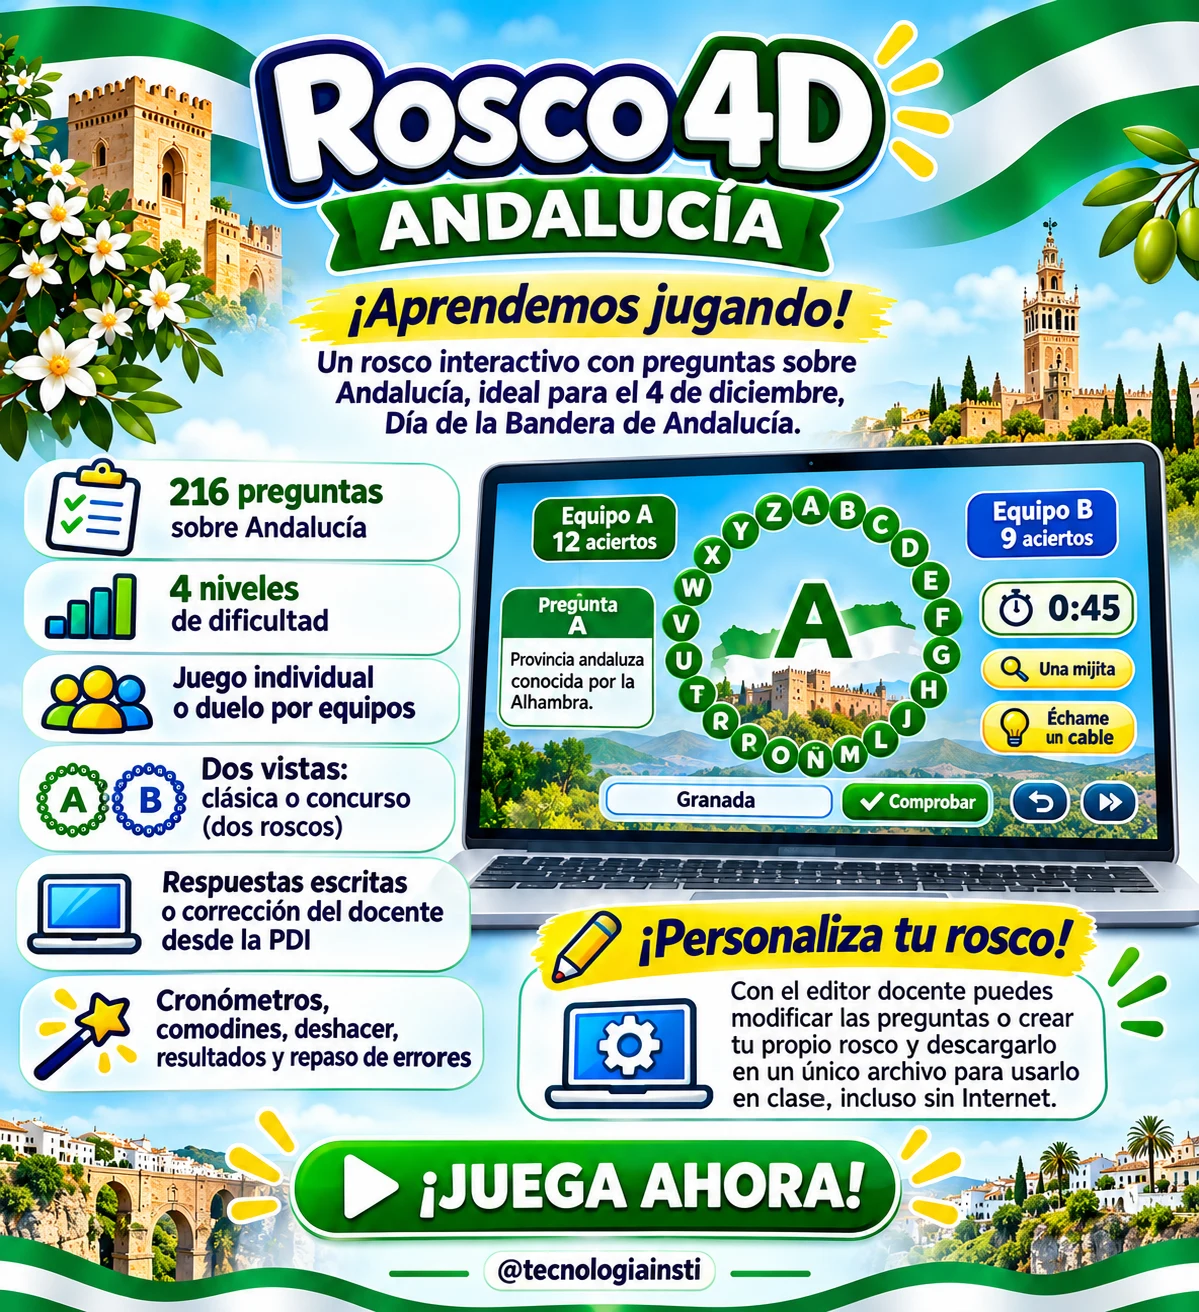 Rosco4D
ANDALUCÍA
¡Aprendemos jugando!
Un rosco interactivo con preguntas sobre
Andalucía, ideal para el 4 de diciembre,
Día de la Bandera de Andalucía.
216 preguntas
sobre Andalucía
4 niveles
de dificultad
Juego individual
o duelo por equipos
A
B
Dos vistas:
clásica o concurso
(dos roscos)
Respuestas escritas
o corrección del docente
desde la PDI
Cronómetros,
comodines, deshacer,
resultados y repaso de errores
Equipo A
12 aciertos
Equipo B
9 aciertos
Pregunta
A
Provincia andaluza
conocida por la
Alhambra.
A
B
C
D
E
F
G
H
J
L
M
Ñ
O
R
R
T
U
V
W
X
Y
Z
A
0:45
Una mijita
Échame
un cable
Granada
Comprobar
¡Personaliza tu rosco!
Con el editor docente puedes
modificar las preguntas o crear
tu propio rosco y descargarlo
en un único archivo para usarlo
en clase, incluso sin Internet.
¡JUEGA AHORA!
@tecnologiainsti